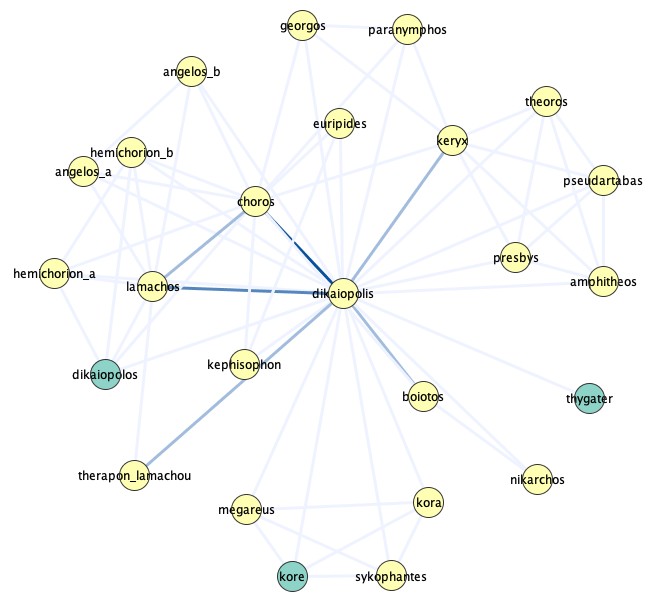 georgos
paranymphos
angelos_b
theoros
euripides
keryx
hemichorion_b
angelos_a
pseudartabas
choros
presbys
hemichorion_a
lamachos
dikaiopolis
amphitheos
kephisophon
dikaiopolos
boiotos
thygater
therapon_lamachou
nikarchos
megareus
kora
kore
sykophantes